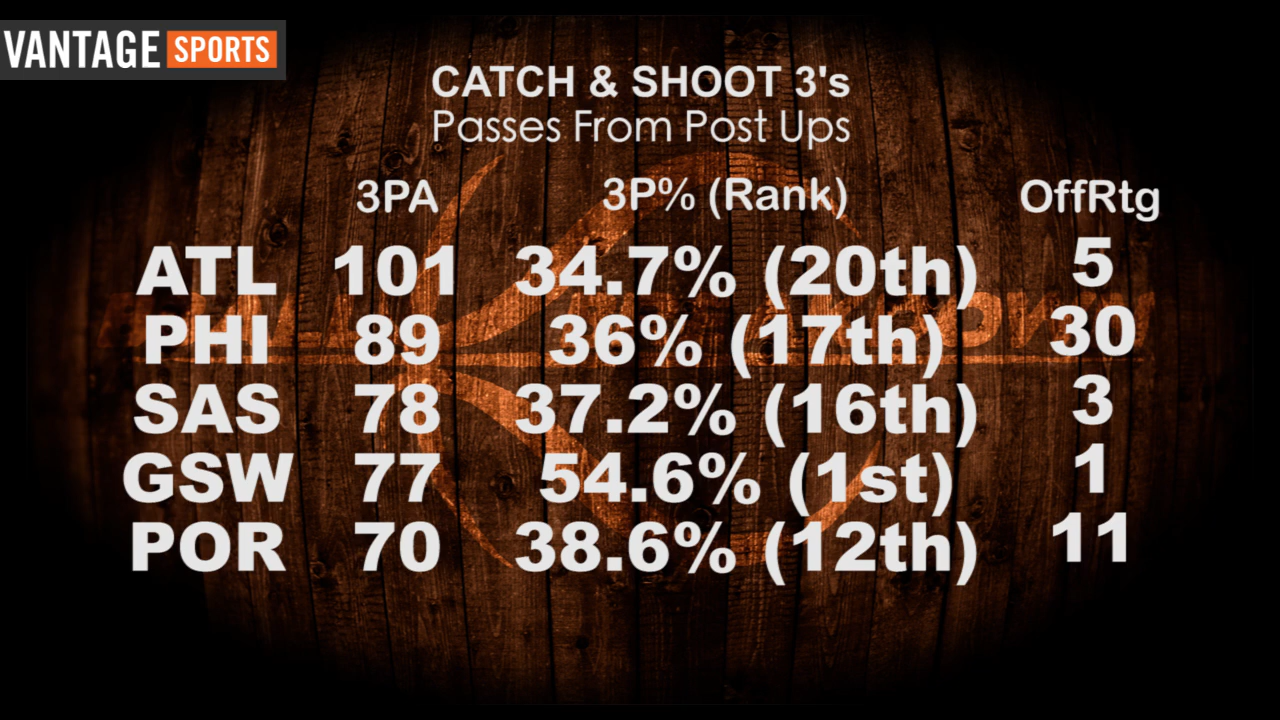 VANTAGE SPORTS
CATCH & SHOOT 3's
Passes From Post Ups
3PA 3P% (Rank) OffRtg
ATL 101 34.7% (20th) 5
PHI 89 36% (17th) 30
SAS 78 37.2% (16th) 3
GSW 77 54.6% (1st) 1
POR 70 38.6% (12th) 11